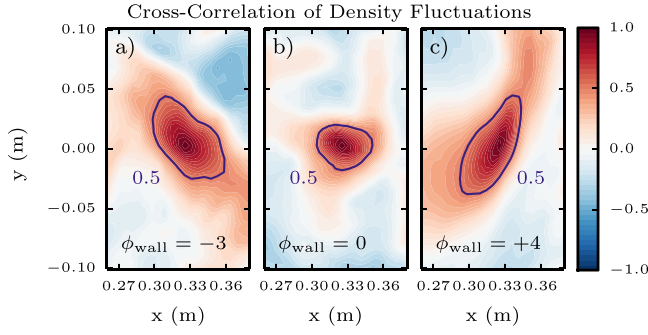 Cross-Correlation of Density Fluctuations
a) b) c)
0.10
0.05
0.00
−0.05
−0.10
y (m)
0.5 0.5 0.5
ϕwall = −3 ϕwall = 0 ϕwall = +4
0.27 0.30 0.33 0.36 0.27 0.30 0.33 0.36 0.27 0.30 0.33 0.36
x (m) x (m) x (m)
1.0
0.5
0.0
−0.5
−1.0